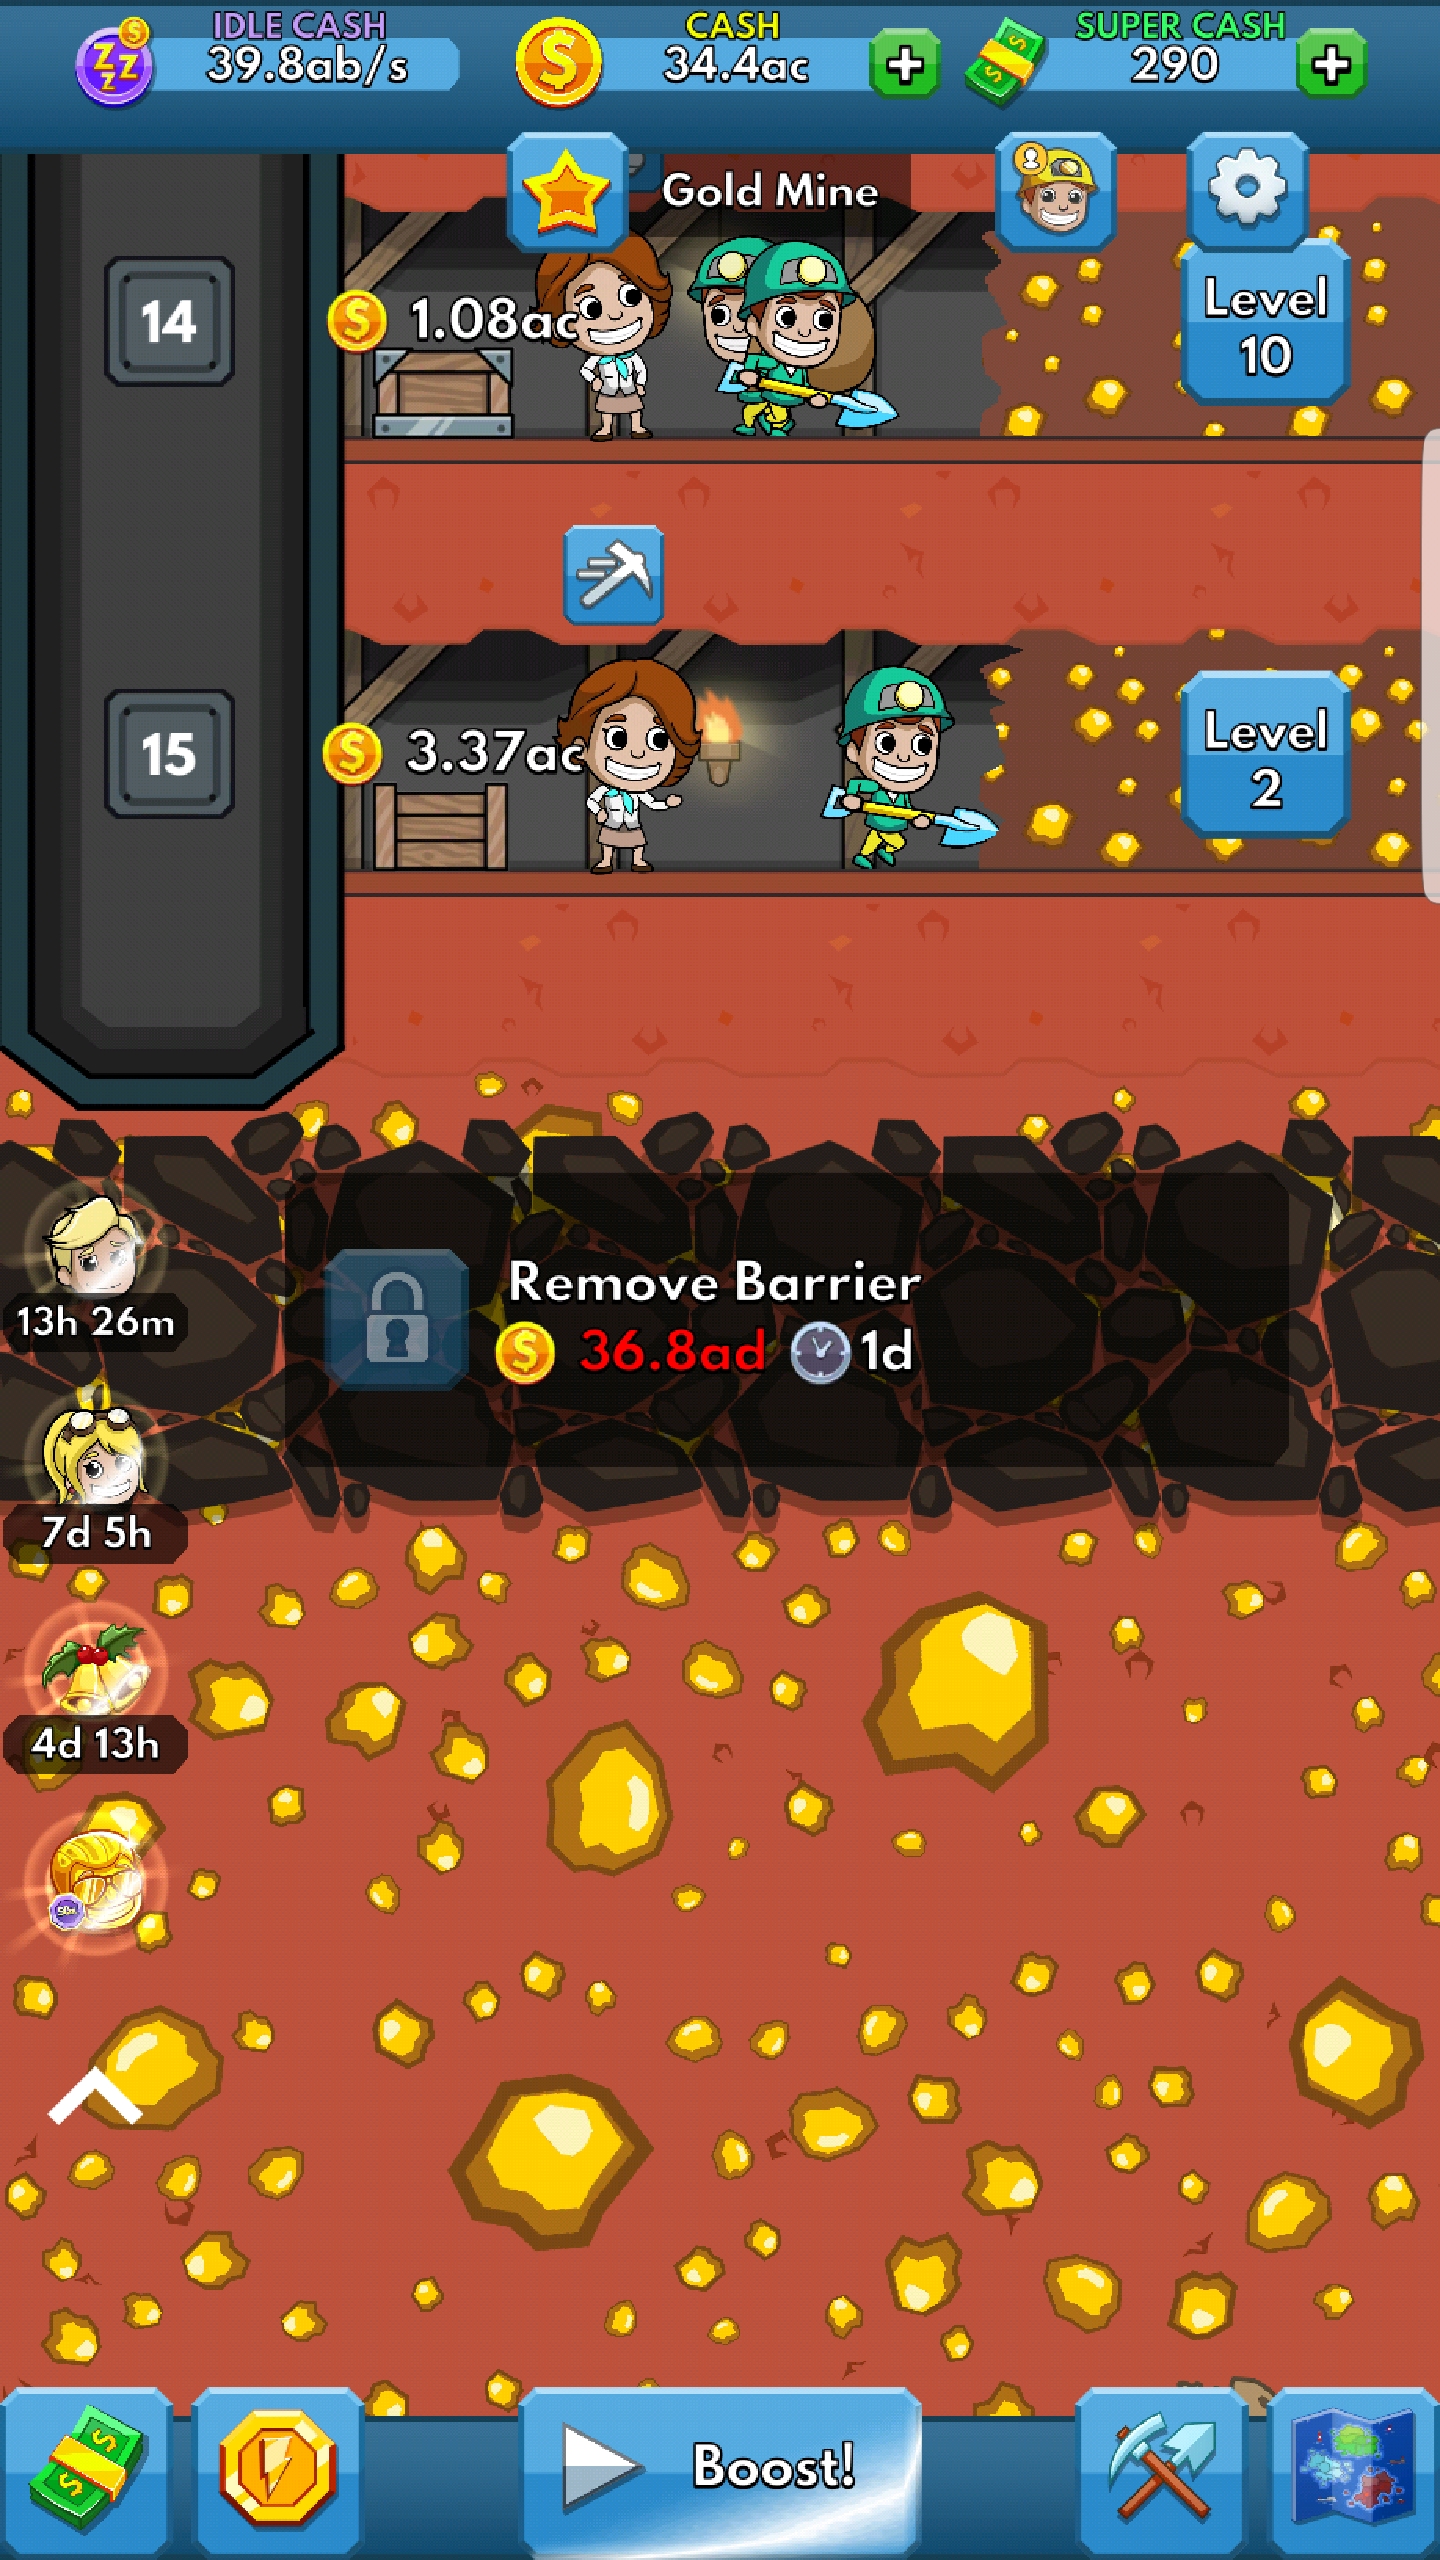 IDLE CASH
39.8ab/s
CASH
34.4ac
SUPER CASH
290
Gold Mine
14
1.08ac
Level
10
15
3.37ac
Level
2
Remove Barrier
36.8ad 1d
13h 26m
7d 5h
4d 13h
Boost!